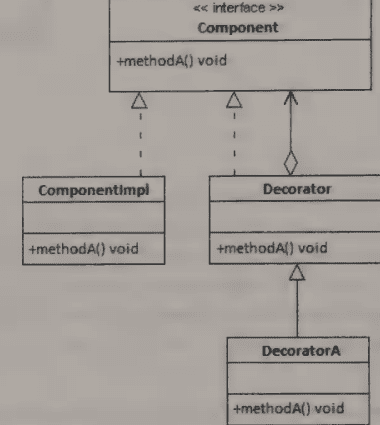 << interface >>
Component
+methodA() void
ComponentImpl
+methodA() void
Decorator
+methodA() void
DecoratorA
+methodA() void